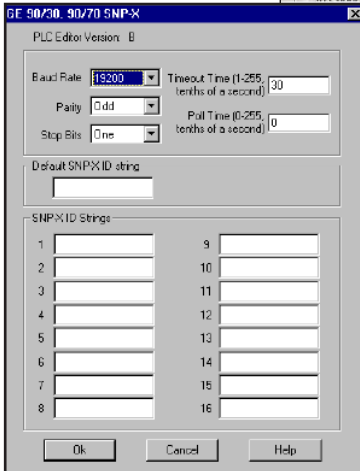 GE 90/30, 90/70 SNP-X
PLC Editor Version: B
Baud Rate 19200
Timeout Time (1-255, tenths of a second) 30
Parity Odd
Poll Time (0-255, tenths of a second) 0
Stop Bits One
Default SNP-X ID string
SNP-X ID Strings
1 9
2 10
3 11
4 12
5 13
6 14
7 15
8 16
Ok Cancel Help